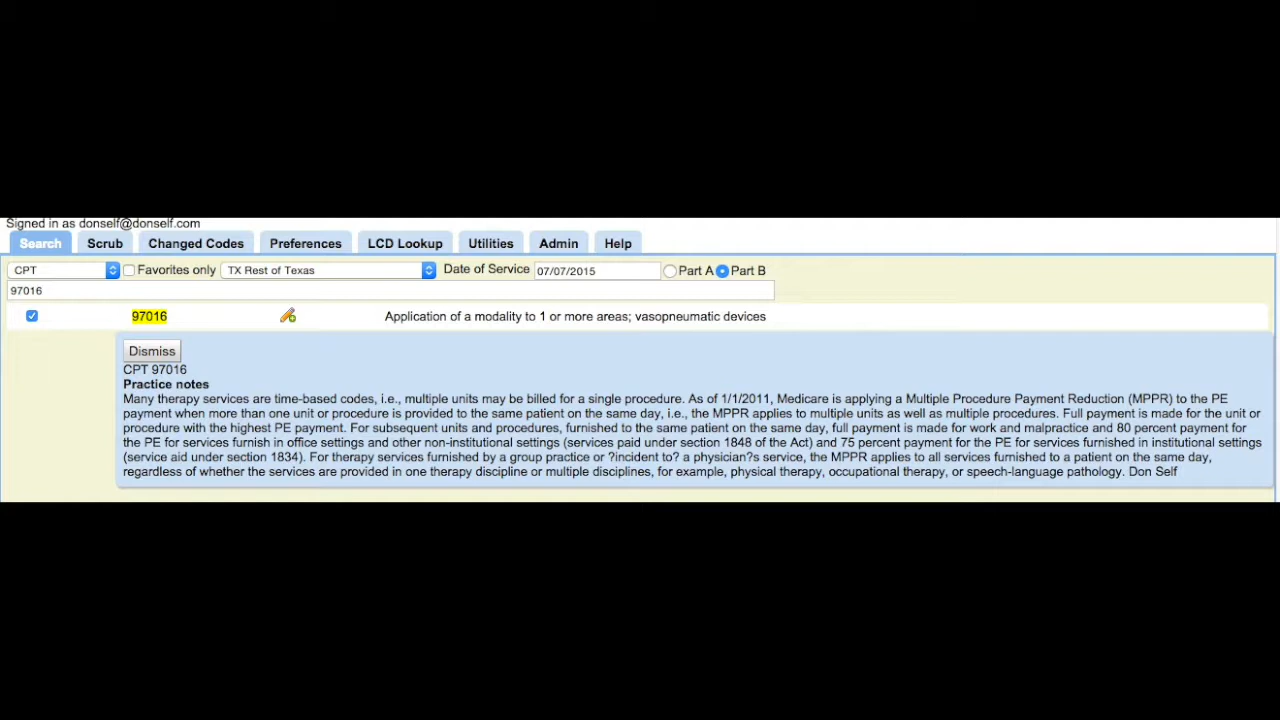 Signed in as donself@donself.com
Search Scrub Changed Codes Preferences LCD Lookup Utilities Admin Help
CPT Favorites only TX Rest of Texas Date of Service 07/07/2015 Part A Part B
97016
97016 Application of a modality to 1 or more areas; vasopneumatic devices
Dismiss
CPT 97016
Practice notes
Many therapy services are time-based codes, i.e., multiple units may be billed for a single procedure. As of 1/1/2011, Medicare is applying a Multiple Procedure Payment Reduction (MPPR) to the PE
payment when more than one unit or procedure is provided to the same patient on the same day, i.e., the MPPR applies to multiple units as well as multiple procedures. Full payment is made for the unit or
procedure with the highest PE payment. For subsequent units and procedures, furnished to the same patient on the same day, full payment is made for work and malpractice and 80 percent payment for
the PE for services furnish in office settings and other non-institutional settings (services paid under section 1848 of the Act) and 75 percent payment for the PE for services furnished in institutional settings
(service aid under section 1834). For therapy services furnished by a group practice or ?incident to? a physician?s service, the MPPR applies to all services furnished to a patient on the same day,
regardless of whether the services are provided in one therapy discipline or multiple disciplines, for example, physical therapy, occupational therapy, or speech-language pathology. Don Self